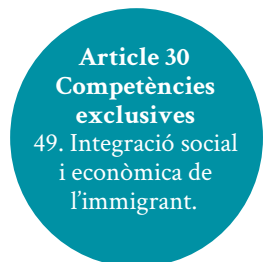 Article 30
Competències
exclusives
49. Integració social
i econòmica de
l’immigrant.